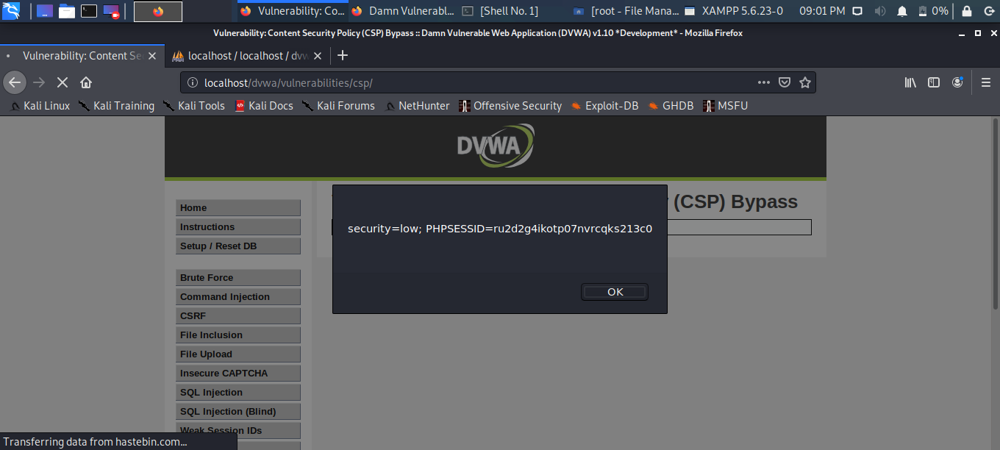 Vulnerability: Co... Damn Vulnerabl... [Shell No. 1] [root - File Mana... XAMPP 5.6.23-0 09:01 PM 0%
Vulnerability: Content Security Policy (CSP) Bypass :: Damn Vulnerable Web Application (DVWA) v1.10 *Development* - Mozilla Firefox
Vulnerability: Content Se localhost / localhost / dvw
localhost/dvwa/vulnerabilities/csp/
Kali Linux Kali Training Kali Tools Kali Docs Kali Forums NetHunter Offensive Security Exploit-DB GHDB MSFU
DVWA
(CSP) Bypass
security=low; PHPSESSID=ru2d2g4ikotp07nvrcqks213c0
OK
Home
Instructions
Setup / Reset DB
Brute Force
Command Injection
CSRF
File Inclusion
File Upload
Insecure CAPTCHA
SQL Injection
SQL Injection (Blind)
Weak Session IDs
Transferring data from hastebin.com...